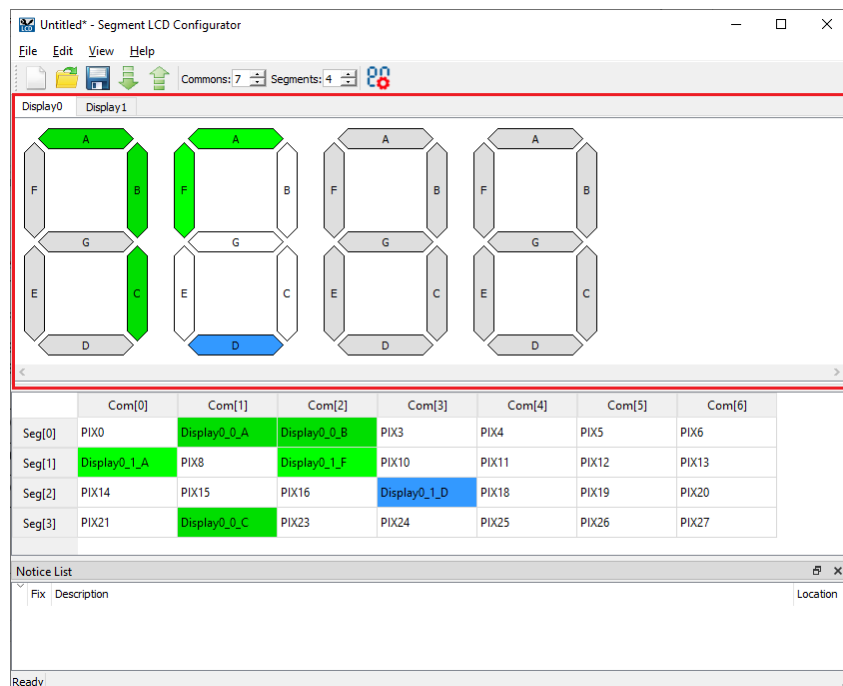 LCD Untitled* - Segment LCD Configurator
File Edit View Help
Commons: 7 Segments: 4
Display0 Display1
A A A A
F B F B F B F B
G G G G
E C E C E C E C
D D D D
Com[0] Com[1] Com[2] Com[3] Com[4] Com[5] Com[6]
Seg[0] PIX0 Display0_0_A Display0_0_B PIX3 PIX4 PIX5 PIX6
Seg[1] Display0_1_A PIX8 Display0_1_F PIX10 PIX11 PIX12 PIX13
Seg[2] PIX14 PIX15 PIX16 Display0_1_D PIX18 PIX19 PIX20
Seg[3] PIX21 Display0_0_C PIX23 PIX24 PIX25 PIX26 PIX27
Notice List
Fix Description Location
Ready